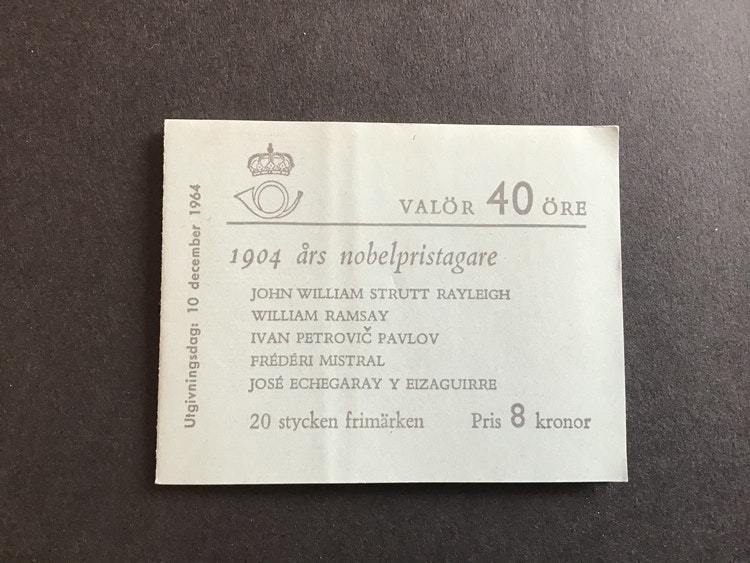 Utgivningsdag: 10 december 1964
VALÖR 40 ÖRE
1904 års nobelpristagare
JOHN WILLIAM STRUTT RAYLEIGH
WILLIAM RAMSAY
IVAN PETROVIČ PAVLOV
FRÉDÉRI MISTRAL
JOSÉ ECHEGARAY Y EIZAGUIRRE
20 stycken frimärken Pris 8 kronor